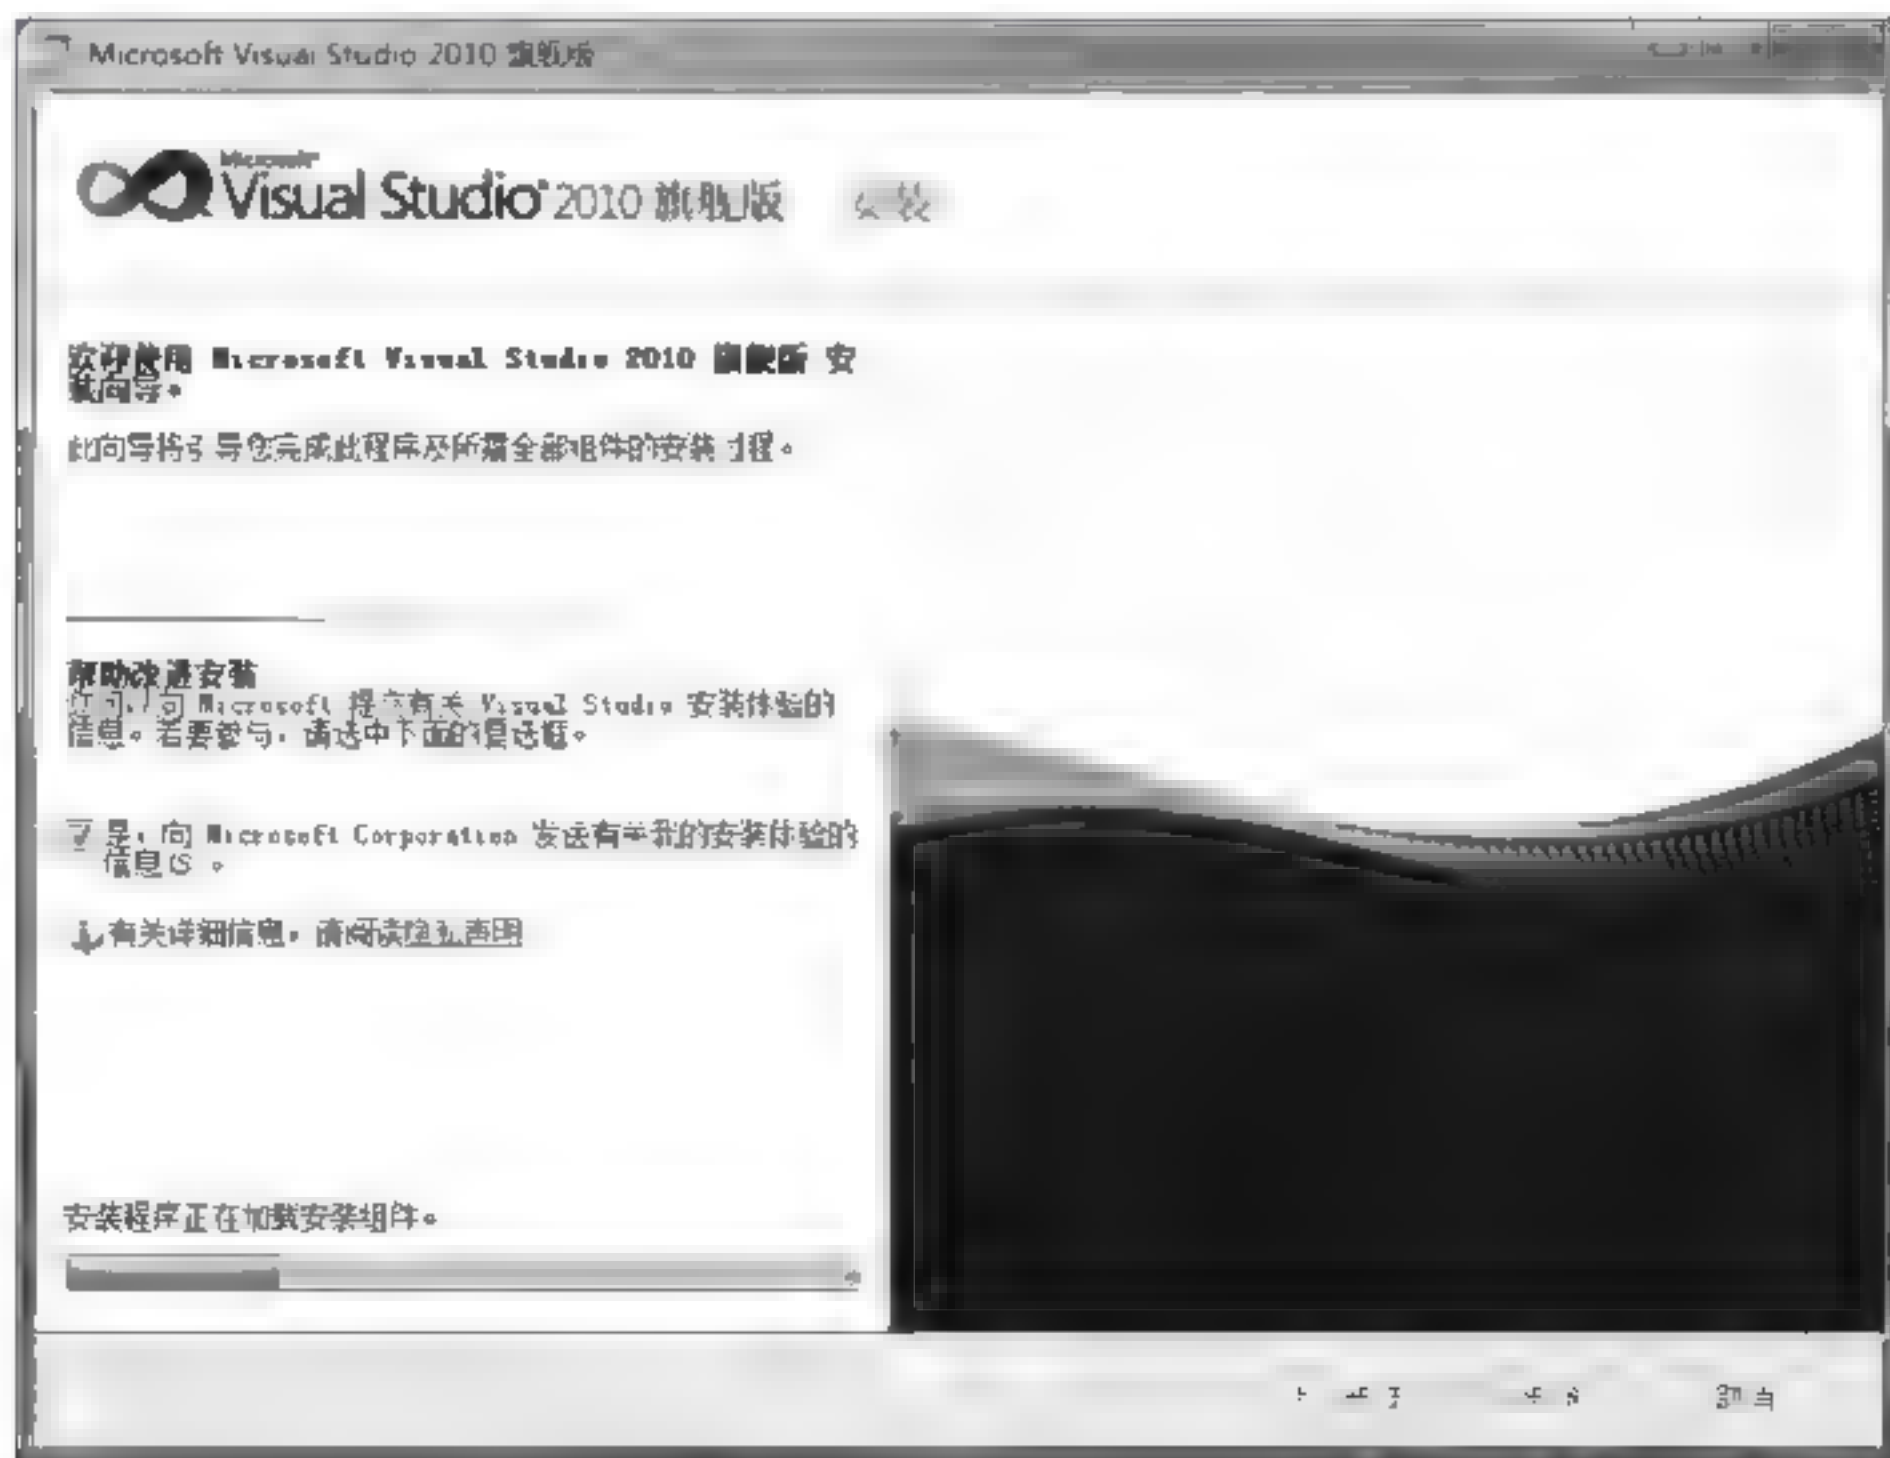 Microsoft Visual Studio 2010 旗舰版
Microsoft
Visual Studio 2010 旗舰版 安装
欢迎使用 Microsoft Visual Studio 2010 旗舰版 安
装向导。
此向导将引导您完成此程序及所需全部组件的安装过程。
帮助改进安装
您可以向 Microsoft 提交有关 Visual Studio 安装体验的
信息。若要参与，请选中下面的复选框。
是，向 Microsoft Corporation 发送有关我的安装体验的
信息(S)。
有关详细信息，请阅读隐私声明
安装程序正在加载安装组件。